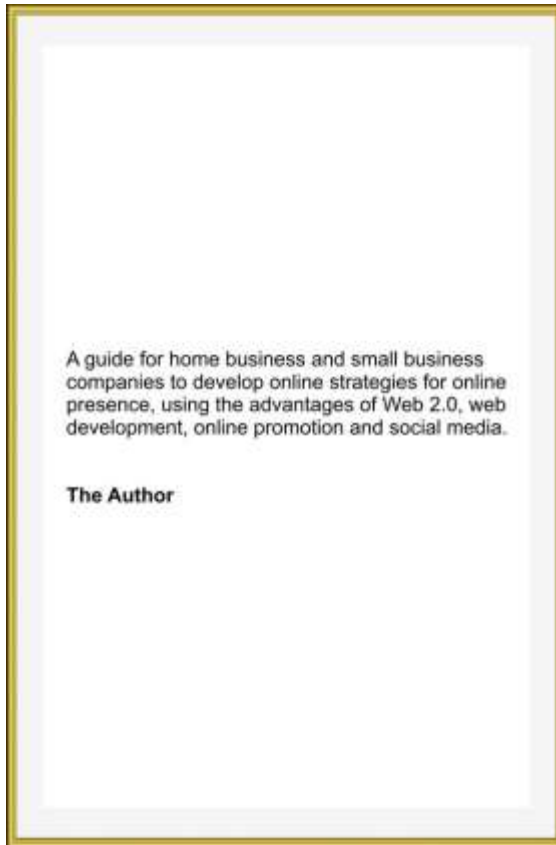 A guide for home business and small business
companies to develop online strategies for online
presence, using the advantages of Web 2.0, web
development, online promotion and social media.
The Author